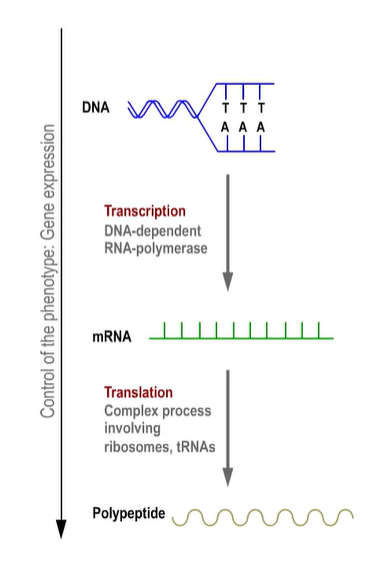 Control of the phenotype: Gene expression
DNA
T T T
A A A
Transcription
DNA-dependent
RNA-polymerase
mRNA
Translation
Complex process
involving
ribosomes, tRNAs
Polypeptide